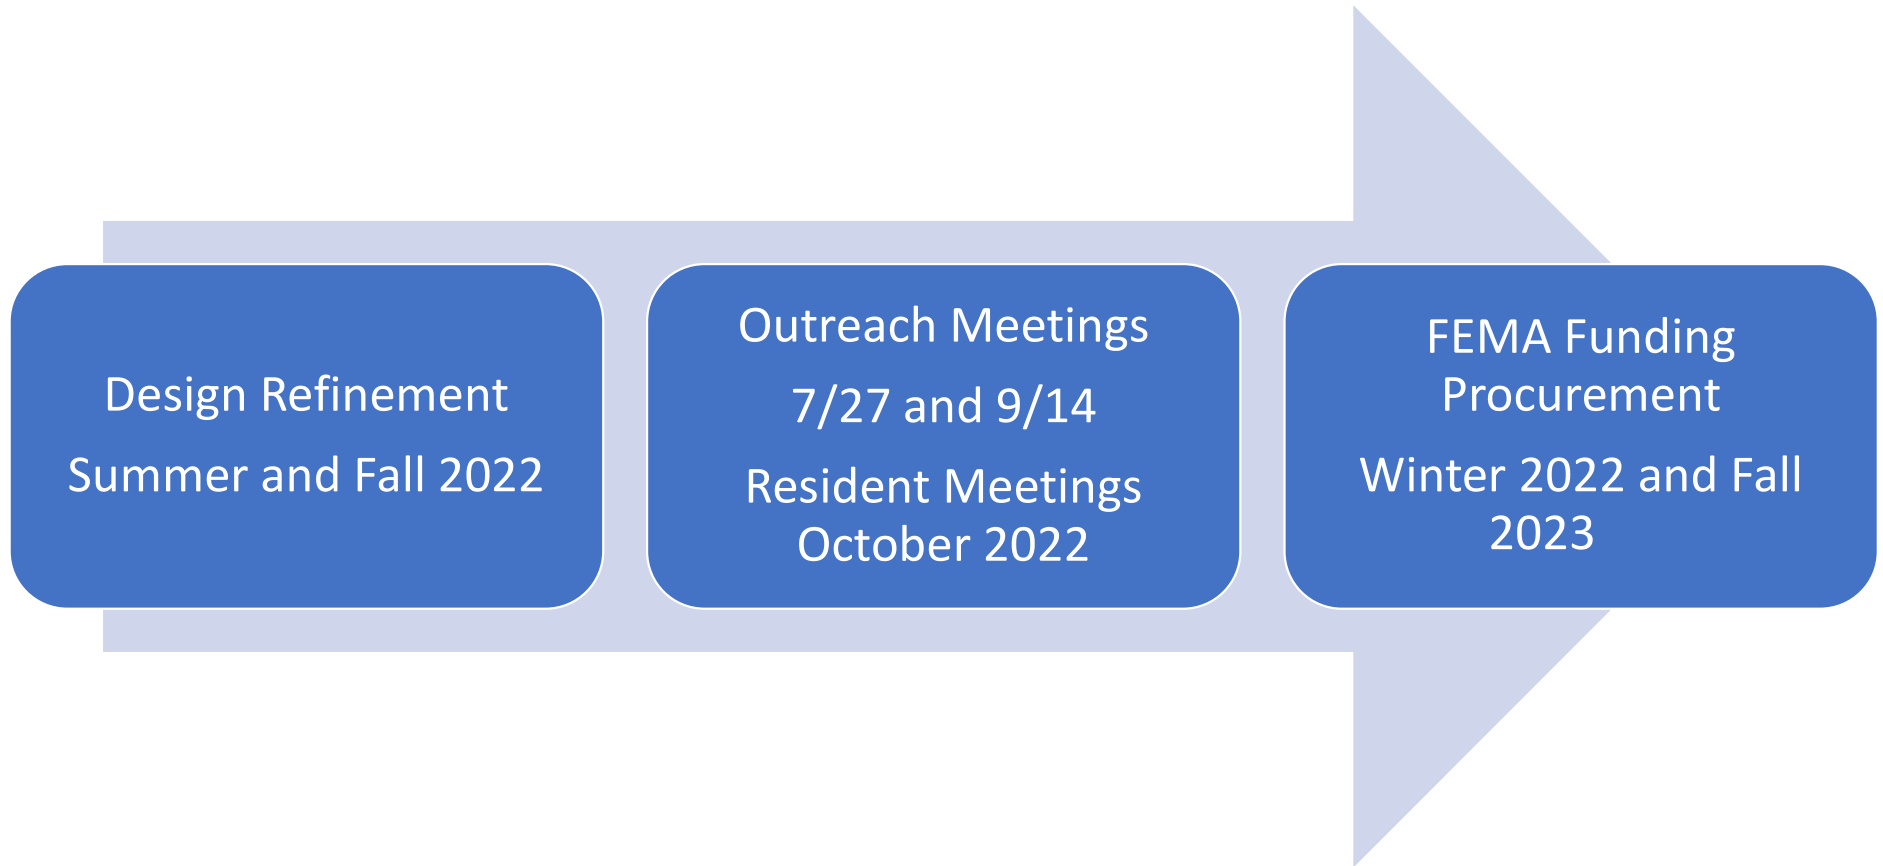 Design Refinement
Summer and Fall 2022
Outreach Meetings
7/27 and 9/14
Resident Meetings
October 2022
FEMA Funding
Procurement
Winter 2022 and Fall
2023